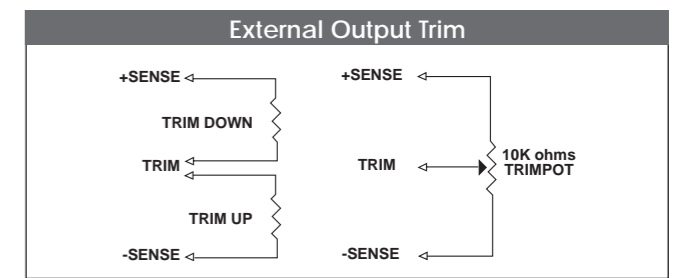 External Output Trim
+SENSE
TRIM DOWN
TRIM
TRIM UP
-SENSE
+SENSE
TRIM
10K ohms
TRIMPOT
-SENSE